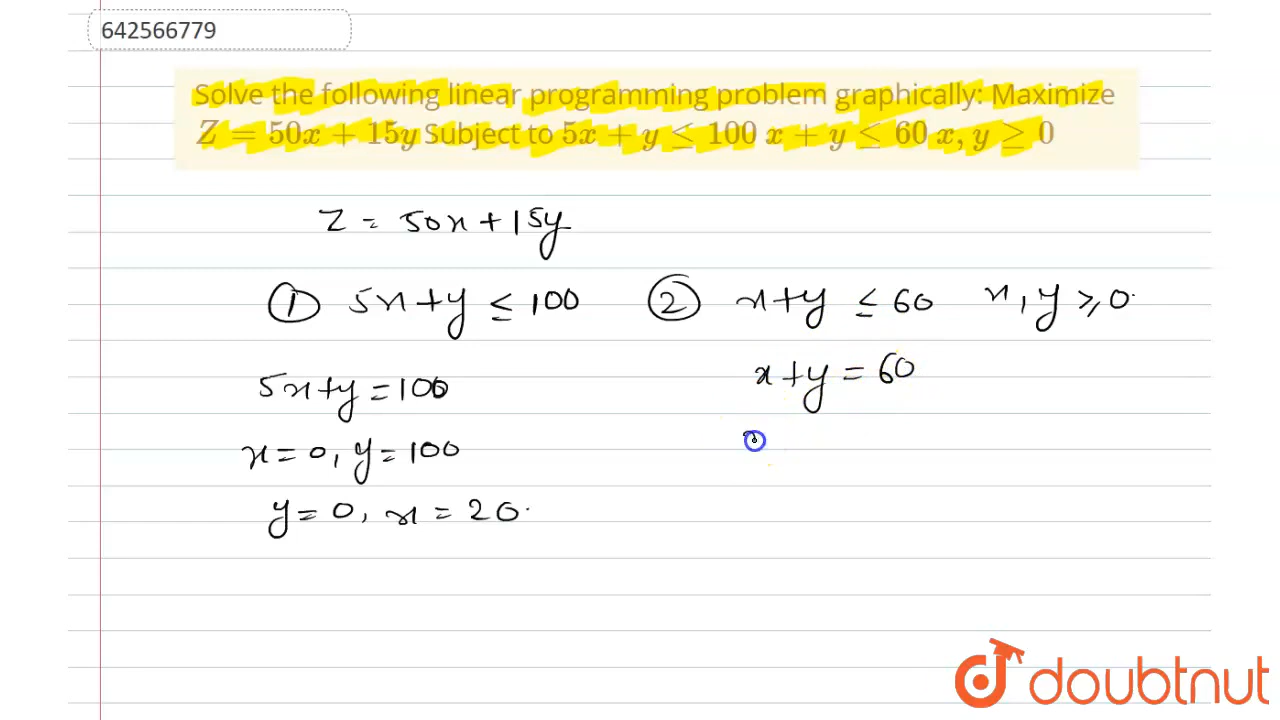 642566779
Solve the following linear programming problem graphically: Maximize
Z = 50x + 15y Subject to 5x + y ≤ 100 x + y ≤ 60 x, y ≥ 0
Z = 50x + 15y
① 5x + y ≤ 100 ② x + y ≤ 60 x, y ≥ 0.
5x + y = 100 x + y = 60
x = 0, y = 100
y = 0, x = 20.
doubtnut